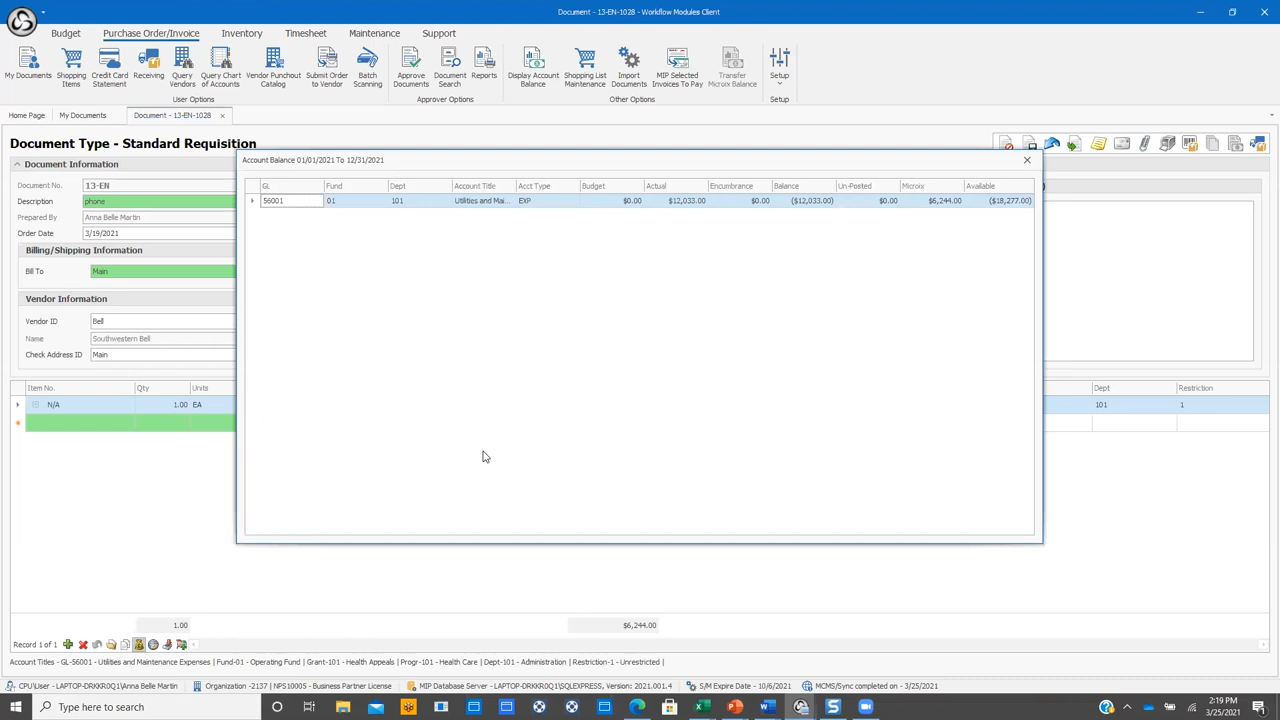 Document - 13-EN-1028 - Workflow Modules Client
Budget Purchase Order/Invoice Inventory Timesheet Maintenance Support
My Documents
Shopping Items
Credit Card Statement
Receiving
Query Vendors
Query Chart of Accounts
Vendor Punchout Catalog
Submit Order to Vendor
Batch Scanning
Approve Documents
Document Search
Reports
Display Account Balance
Shopping List Maintenance
Import Documents
MIP Selected Invoices To Pay
Transfer Microix Balance
Setup
User Options Approver Options Other Options Setup
Home Page My Documents Document - 13-EN-1028
Document Type - Standard Requisition
Document Information
Document No. 13-EN
Description phone
Prepared By Anna Belle Martin
Order Date 3/19/2021
Billing/Shipping Information
Bill To Main
Vendor Information
Vendor ID Bell
Name Southwestern Bell
Check Address ID Main
Account Balance 01/01/2021 To 12/31/2021
GL Fund Dept Account Title Acct Type Budget Actual Encumbrance Balance Un-Posted Microix Available
56001 01 101 Utilities and Mai... EXP $0.00 $12,033.00 $0.00 ($12,033.00) $0.00 $6,244.00 ($18,277.00)
Item No. Qty Units Dept Restriction
N/A 1.00 EA 101 1
1.00 $6,244.00
Record 1 of 1
Account Titles - GL-56001 - Utilities and Maintenance Expenses | Fund-01 - Operating Fund | Grant-101 - Health Appeals | Progr-101 - Health Care | Dept-101 - Administration | Restriction-1 - Unrestricted |
CPU\User - LAPTOP-DRKKR0Q1\Anna Belle Martin Organization -2137 | NPS10005 - Business Partner License MIP Database Server - LAPTOP-DRKKR0Q1\SQLEXPRESS, Version: 2021.001.4 S/M Expire Date - 10/6/2021 MCMS/Sync completed on - 3/25/2021
Type here to search
2:19 PM
3/25/2021